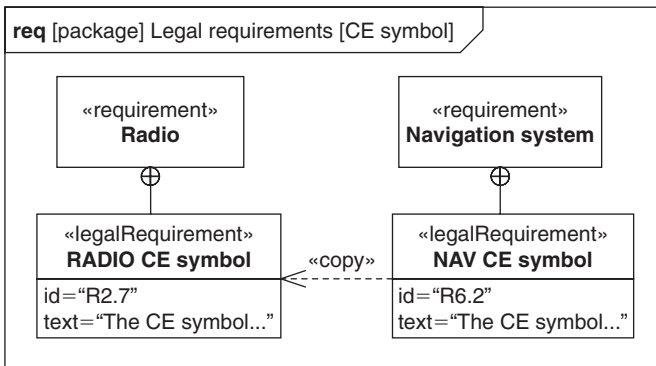 req [package] Legal requirements [CE symbol]
«requirement»
Radio
«requirement»
Navigation system
«legalRequirement»
RADIO CE symbol
id=“R2.7”
text=“The CE symbol...”
«copy»
«legalRequirement»
NAV CE symbol
id=“R6.2”
text=“The CE symbol...”